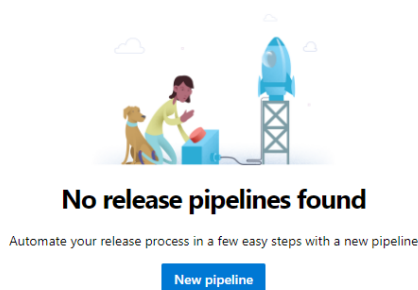 No release pipelines found
Automate your release process in a few easy steps with a new pipeline
New pipeline